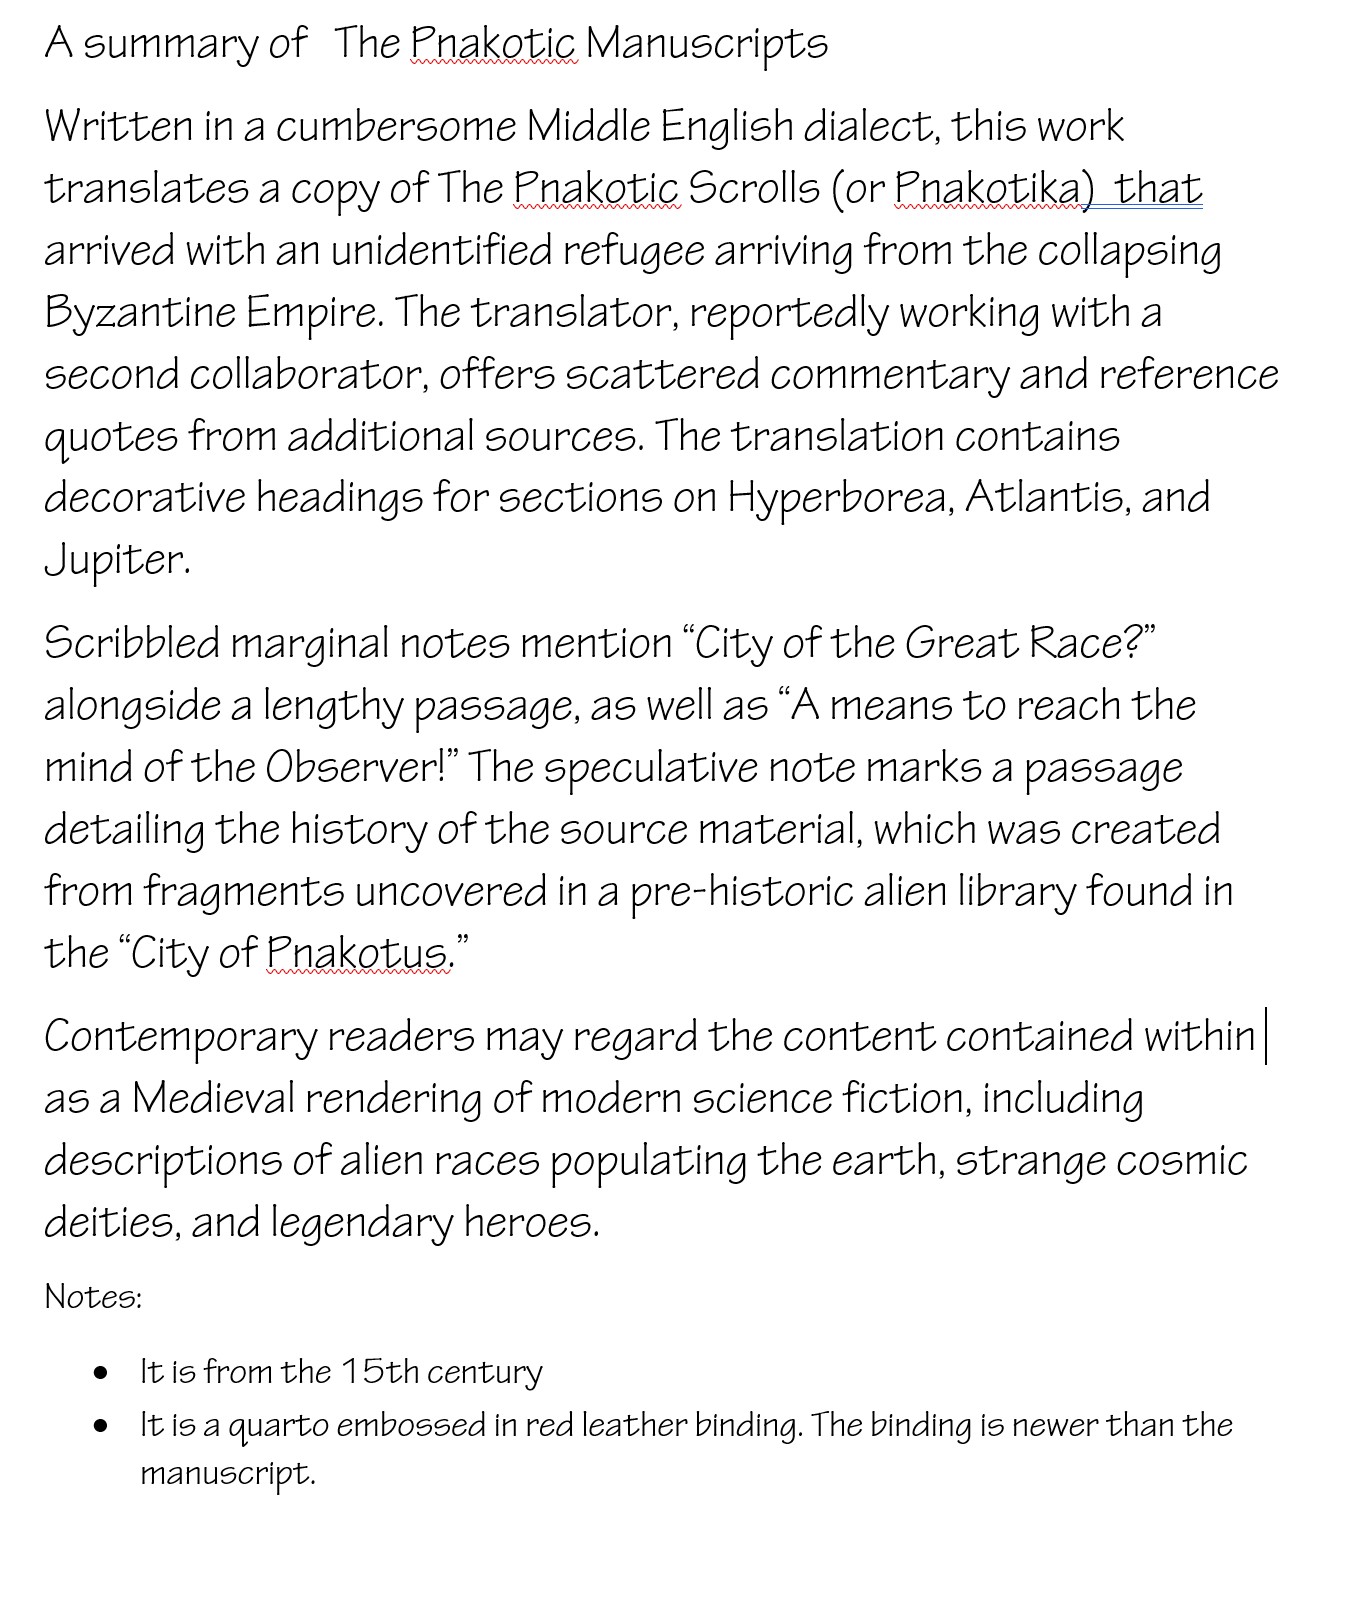 A summary of  The Pnakotic Manuscripts
Written in a cumbersome Middle English dialect, this work
translates a copy of The Pnakotic Scrolls (or Pnakotika)  that
arrived with an unidentified refugee arriving from the collapsing
Byzantine Empire. The translator, reportedly working with a
second collaborator, offers scattered commentary and reference
quotes from additional sources. The translation contains
decorative headings for sections on Hyperborea, Atlantis, and
Jupiter.
Scribbled marginal notes mention “City of the Great Race?”
alongside a lengthy passage, as well as “A means to reach the
mind of the Observer!” The speculative note marks a passage
detailing the history of the source material, which was created
from fragments uncovered in a pre-historic alien library found in
the “City of Pnakotus.”
Contemporary readers may regard the content contained within
as a Medieval rendering of modern science fiction, including
descriptions of alien races populating the earth, strange cosmic
deities, and legendary heroes.
Notes:
• It is from the 15th century
• It is a quarto embossed in red leather binding. The binding is newer than the
manuscript.